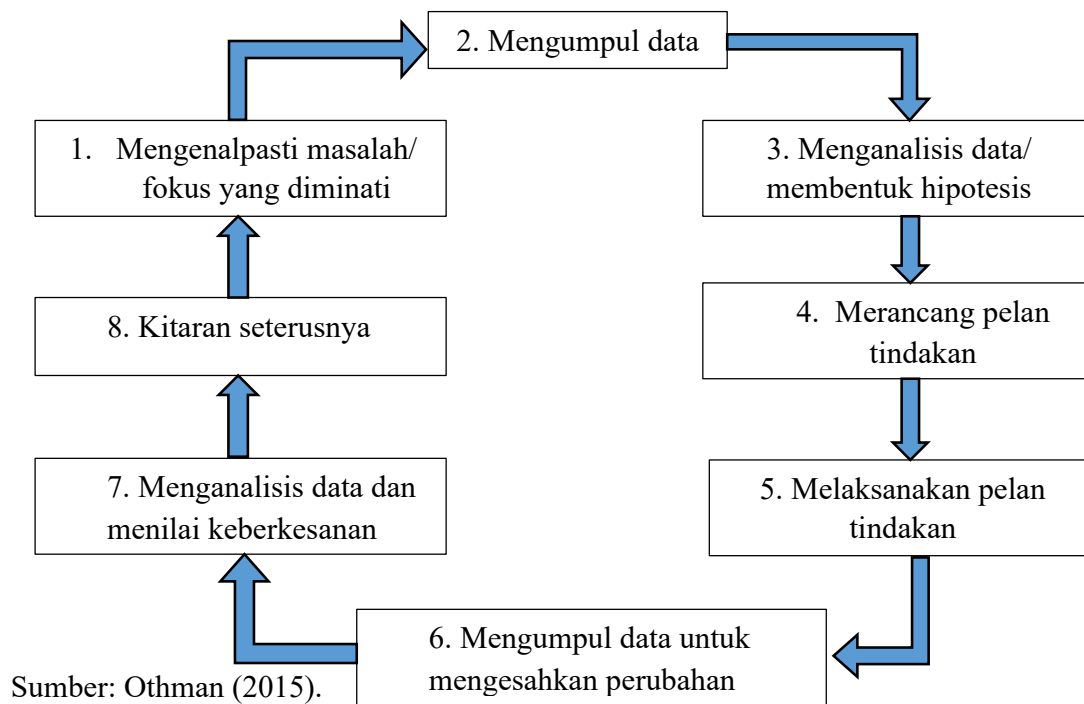 2. Mengumpul data
1. Mengenalpasti masalah/
fokus yang diminati
3. Menganalisis data/
membentuk hipotesis
8. Kitaran seterusnya
4. Merancang pelan
tindakan
7. Menganalisis data dan
menilai keberkesanan
5. Melaksanakan pelan
tindakan
6. Mengumpul data untuk
mengesahkan perubahan
Sumber: Othman (2015).